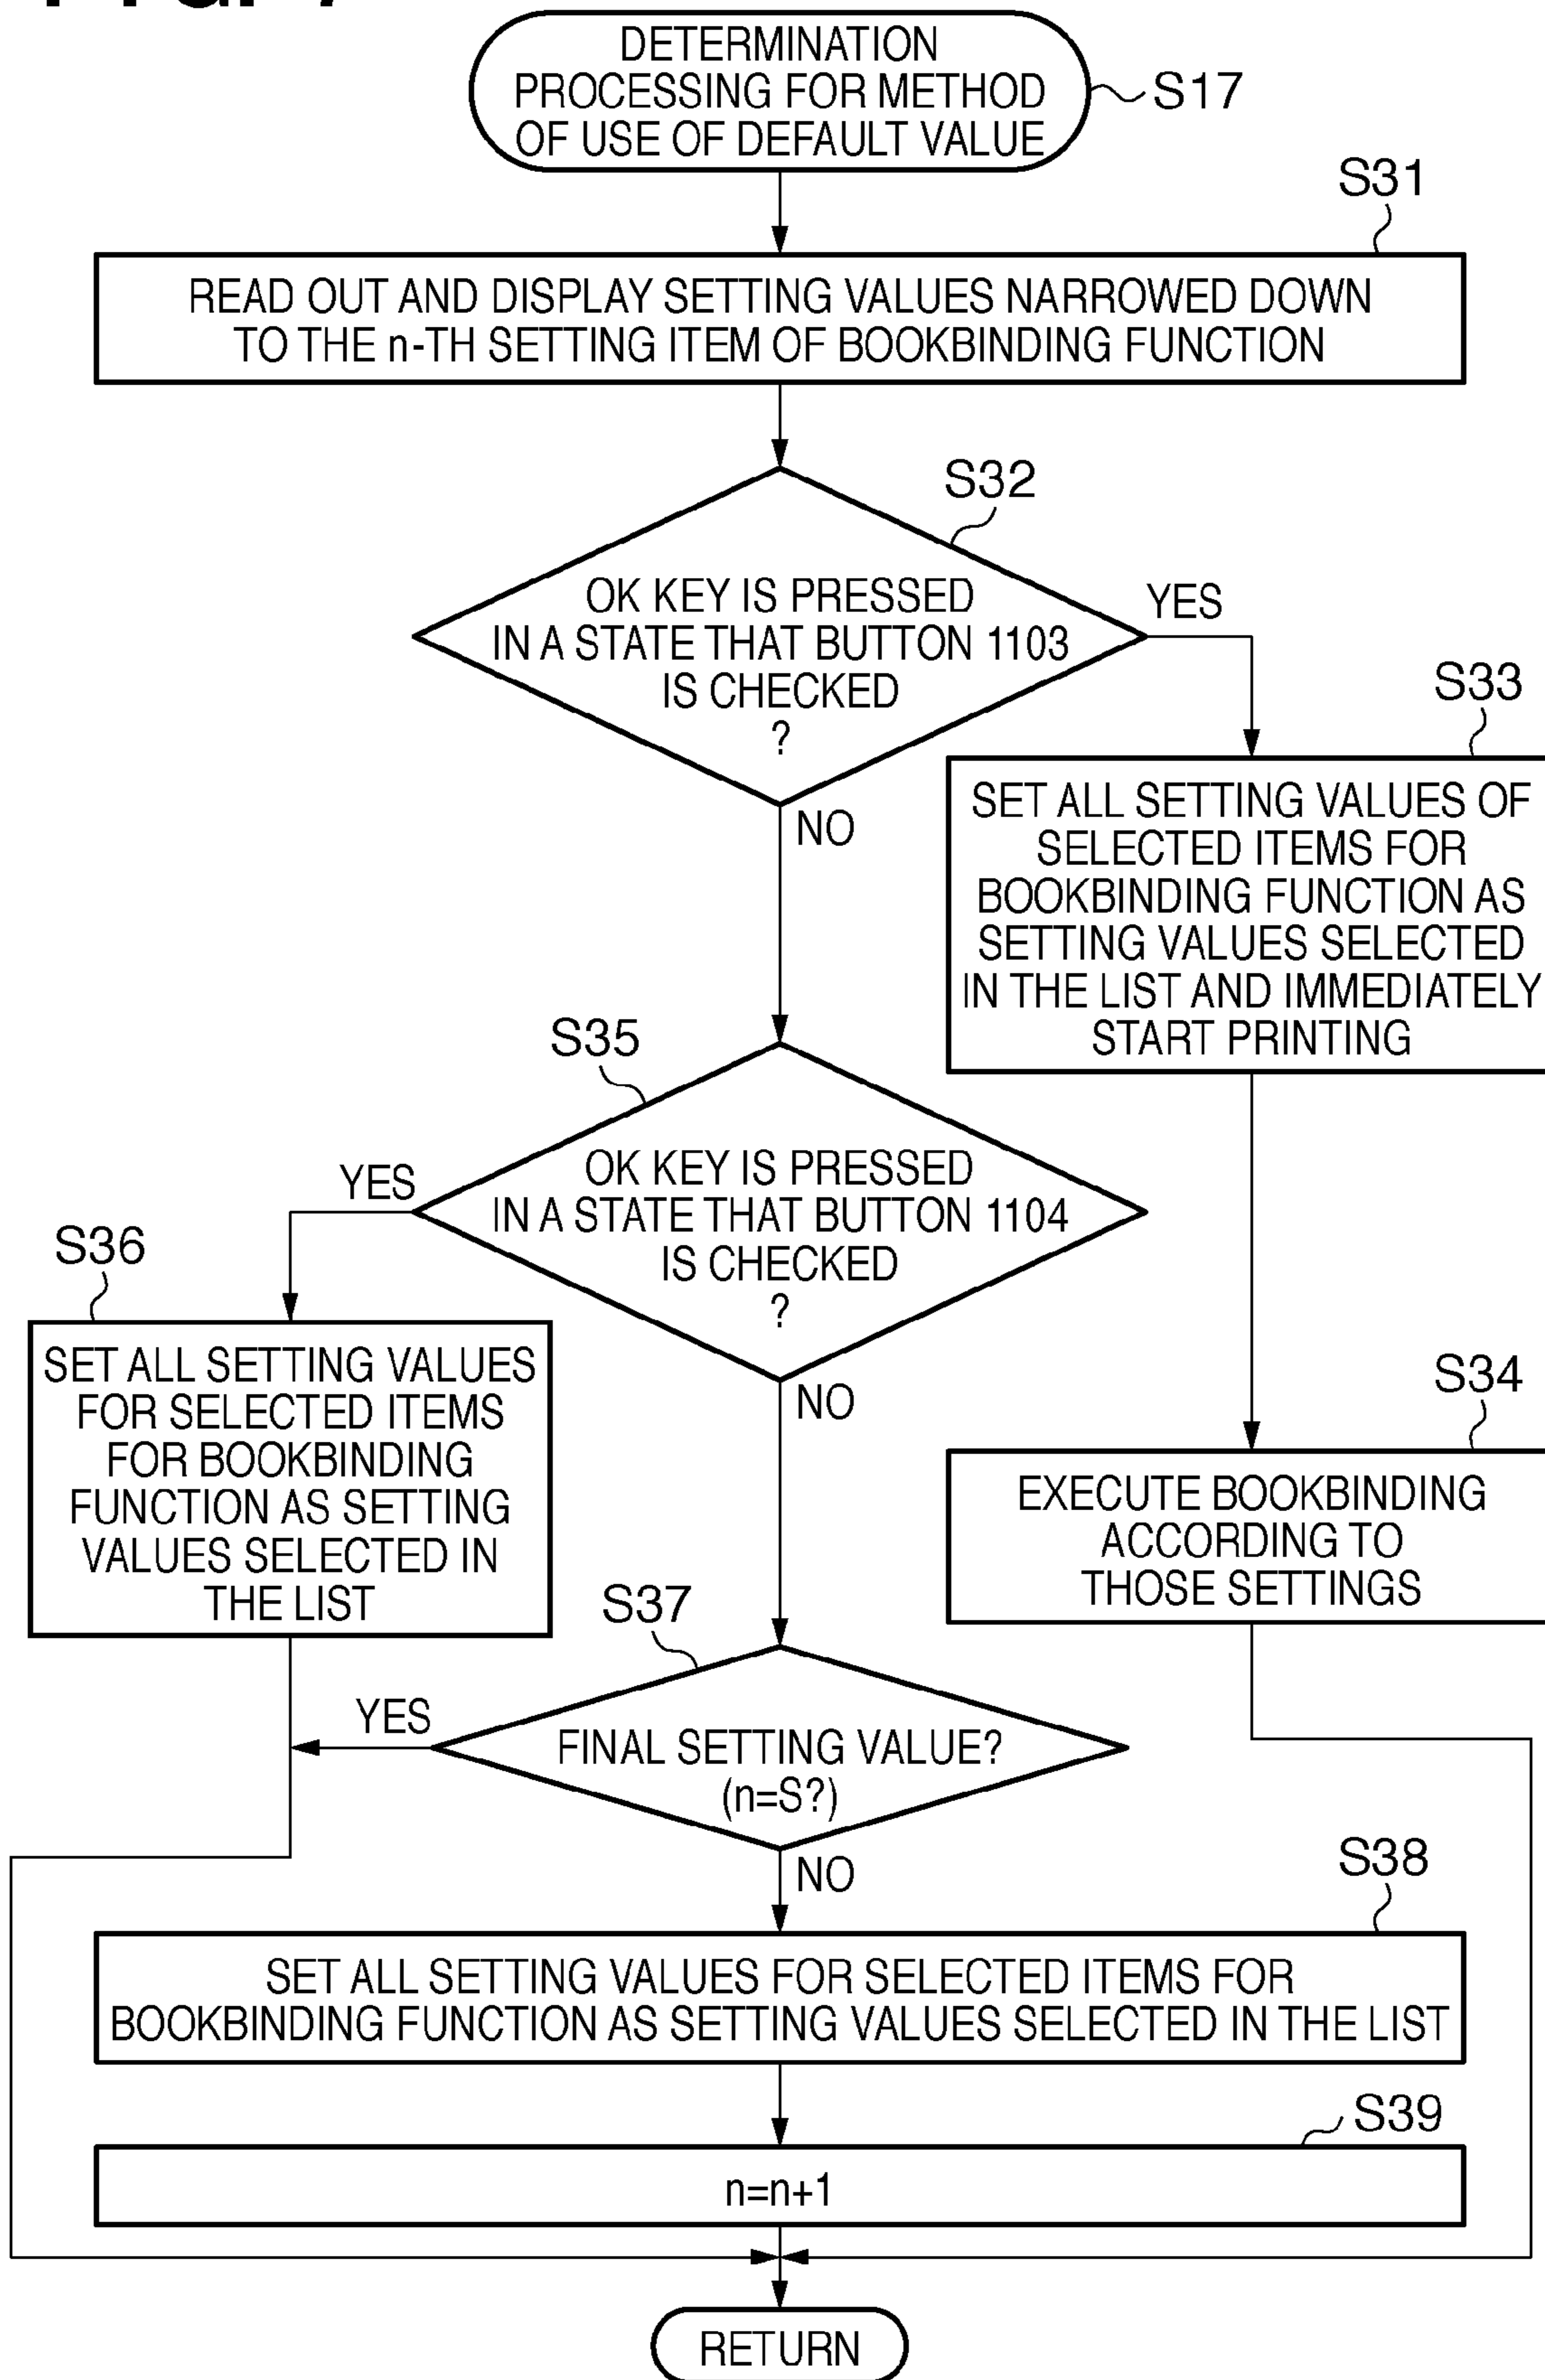 DETERMINATION
PROCESSING FOR METHOD
OF USE OF DEFAULT VALUE
S17
S31
READ OUT AND DISPLAY SETTING VALUES NARROWED DOWN
TO THE n-TH SETTING ITEM OF BOOKBINDING FUNCTION
S32
OK KEY IS PRESSED
IN A STATE THAT BUTTON 1103
IS CHECKED
?
YES
NO
S33
SET ALL SETTING VALUES OF
SELECTED ITEMS FOR
BOOKBINDING FUNCTION AS
SETTING VALUES SELECTED
IN THE LIST AND IMMEDIATELY
START PRINTING
S35
OK KEY IS PRESSED
IN A STATE THAT BUTTON 1104
IS CHECKED
?
YES
NO
S36
SET ALL SETTING VALUES
FOR SELECTED ITEMS
FOR BOOKBINDING
FUNCTION AS SETTING
VALUES SELECTED IN
THE LIST
S34
EXECUTE BOOKBINDING
ACCORDING TO
THOSE SETTINGS
S37
FINAL SETTING VALUE?
(n=S?)
YES
NO
S38
SET ALL SETTING VALUES FOR SELECTED ITEMS FOR
BOOKBINDING FUNCTION AS SETTING VALUES SELECTED IN THE LIST
S39
n=n+1
RETURN